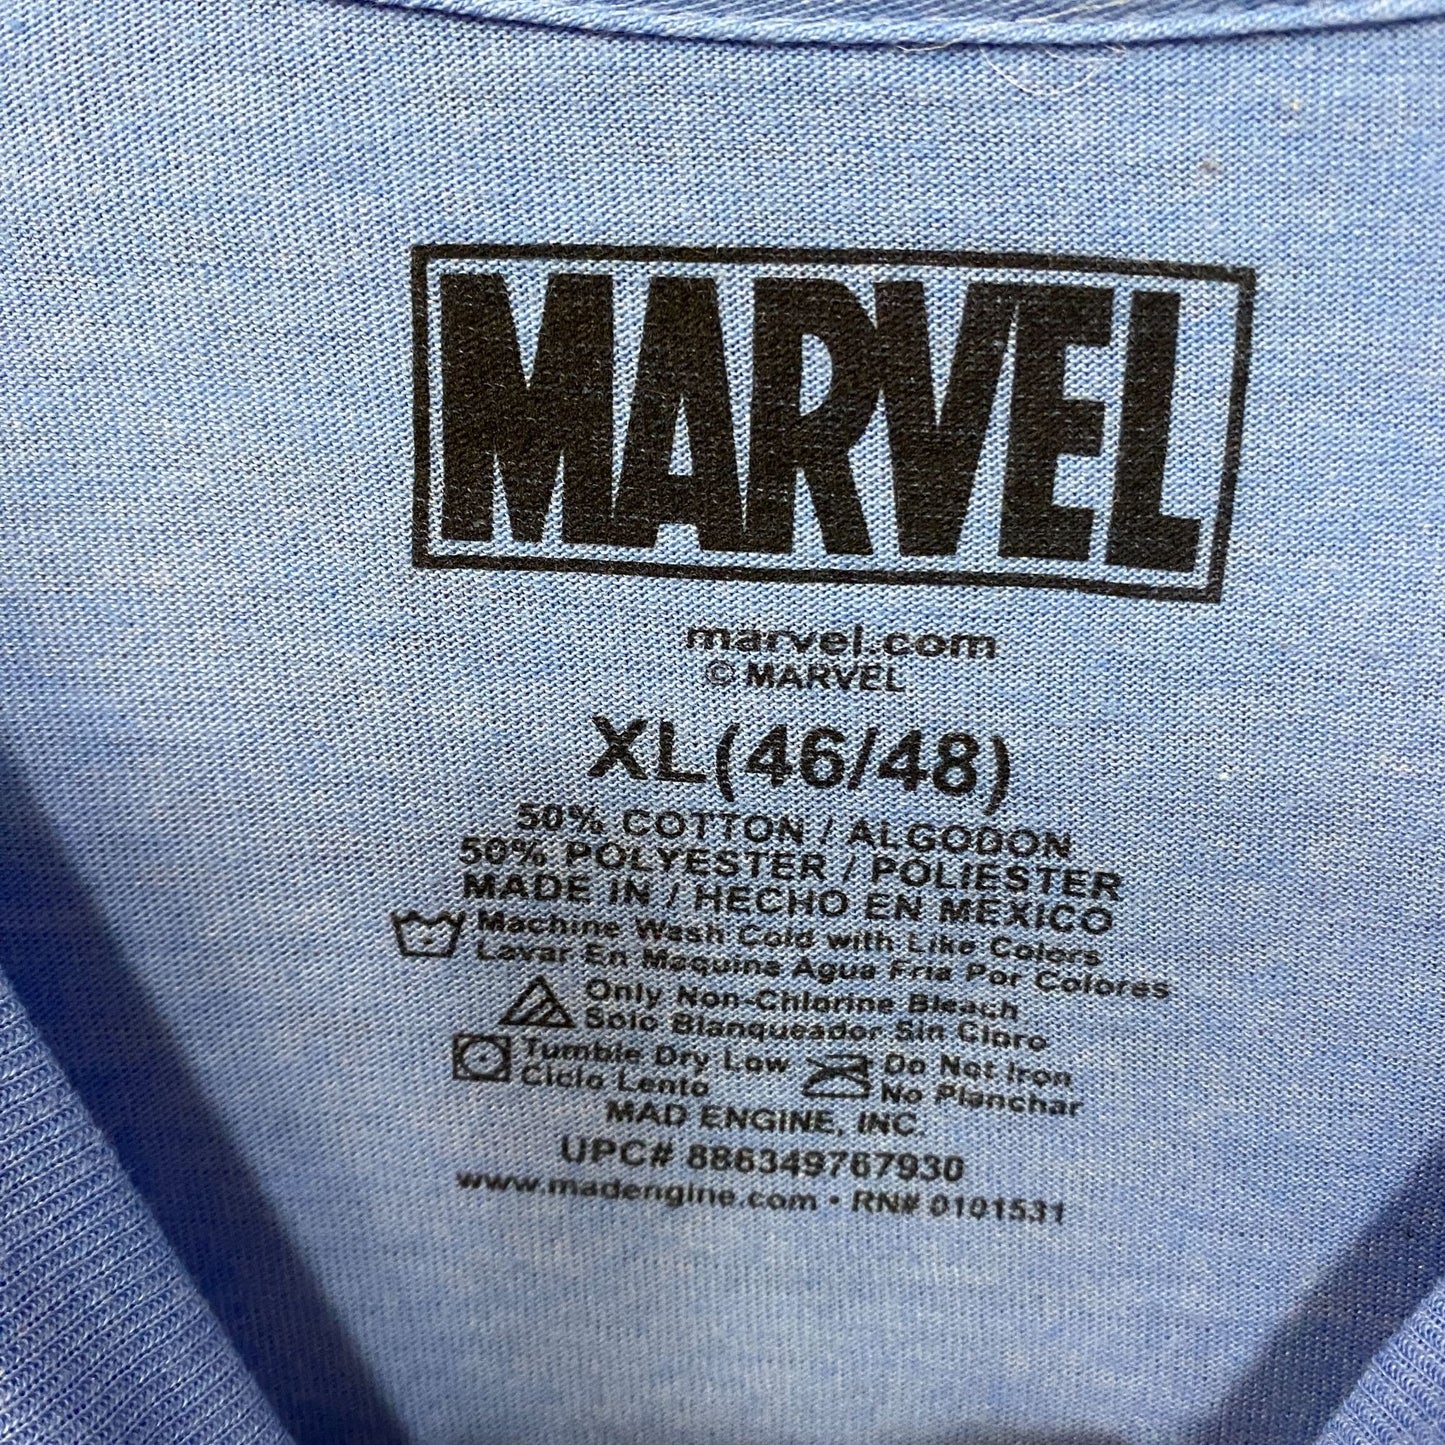 MARVEL
marvel.com
© MARVEL
XL(46/48)
50% COTTON / ALGODON
50% POLYESTER / POLIESTER
MADE IN / HECHO EN MEXICO
Machine Wash Cold with Like Colors
Lavar En Maquina Agua Fria Por Colores
Only Non-Chlorine Bleach
Solo Blanqueador Sin Cloro
Tumble Dry Low
Ciclo Lento
Do Not Iron
No Planchar
MAD ENGINE, INC.
UPC# 886349767930
www.madengine.com • RN# 0101531